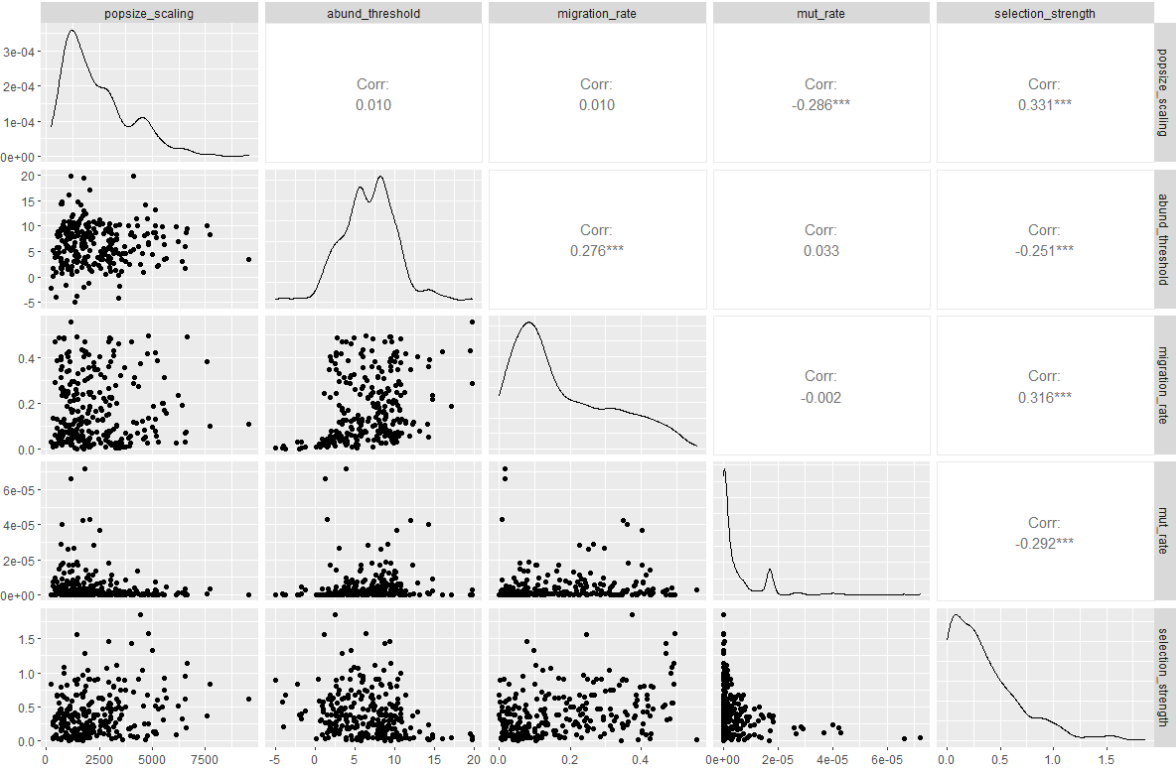 popsize_scaling abund_threshold migration_rate mut_rate selection_strength
3e-04
2e-04
1e-04
0e+00
Corr:
0.010
Corr:
0.010
Corr:
-0.286***
Corr:
0.331***
popsize_scaling
20
15
10
5
0
-5
Corr:
0.276***
Corr:
0.033
Corr:
-0.251***
abund_threshold
0.4
0.2
0.0
Corr:
-0.002
Corr:
0.316***
migration_rate
6e-05
2e-05
0e+00
Corr:
-0.292***
mut_rate
1.5
1.0
0.5
0.0
selection_strength
0 2500 5000 7500 -5 0 5 10 15 20 0.0 0.2 0.4 0e+00 2e-05 6e-05 0.0 0.5 1.0 1.5